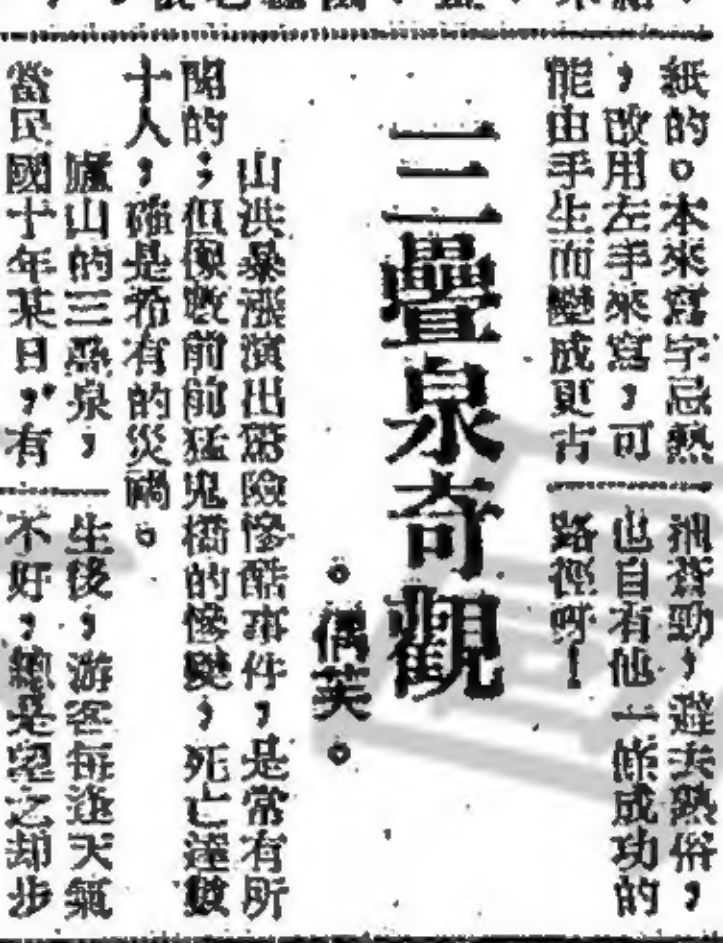 紙的。本來寫字忌熱
，改用左手來寫，可
能由手生而變成更古
拙蒼勁，避去熟俗，
也自有他一條成功的
路徑呀！
三疊泉奇觀
。偶芙。
山洪暴漲演出驚險慘酷事件，是常有所
聞的；但像數前前猛鬼橋的慘變，死亡達數
十人，確是希有的災禍。
廬山的三疊泉，
當民國十年某日，有
生後，游客每逢天氣
不好，總是望之却步